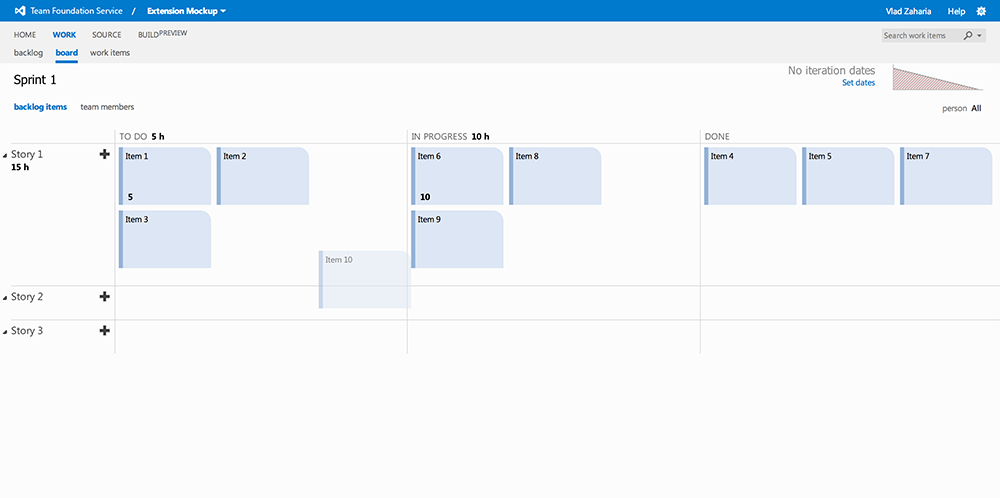 Team Foundation Service / Extension Mockup Vlad Zaharia Help
HOME WORK SOURCE BUILD PREVIEW Search work items
backlog board work items
Sprint 1
No iteration dates
Set dates
backlog items team members
person All
TO DO 5 h IN PROGRESS 10 h DONE
Story 1 Item 1 Item 2 Item 6 Item 8 Item 4 Item 5 Item 7
15 h
5 10
Item 3 Item 9
Item 10
Story 2
Story 3